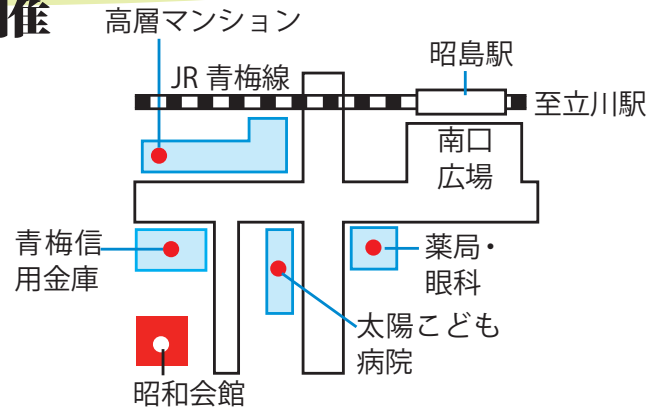 催
高層マンション
昭島駅
JR 青梅線
至立川駅
南口
広場
青梅信
用金庫
薬局・
眼科
太陽こども
病院
昭和会館